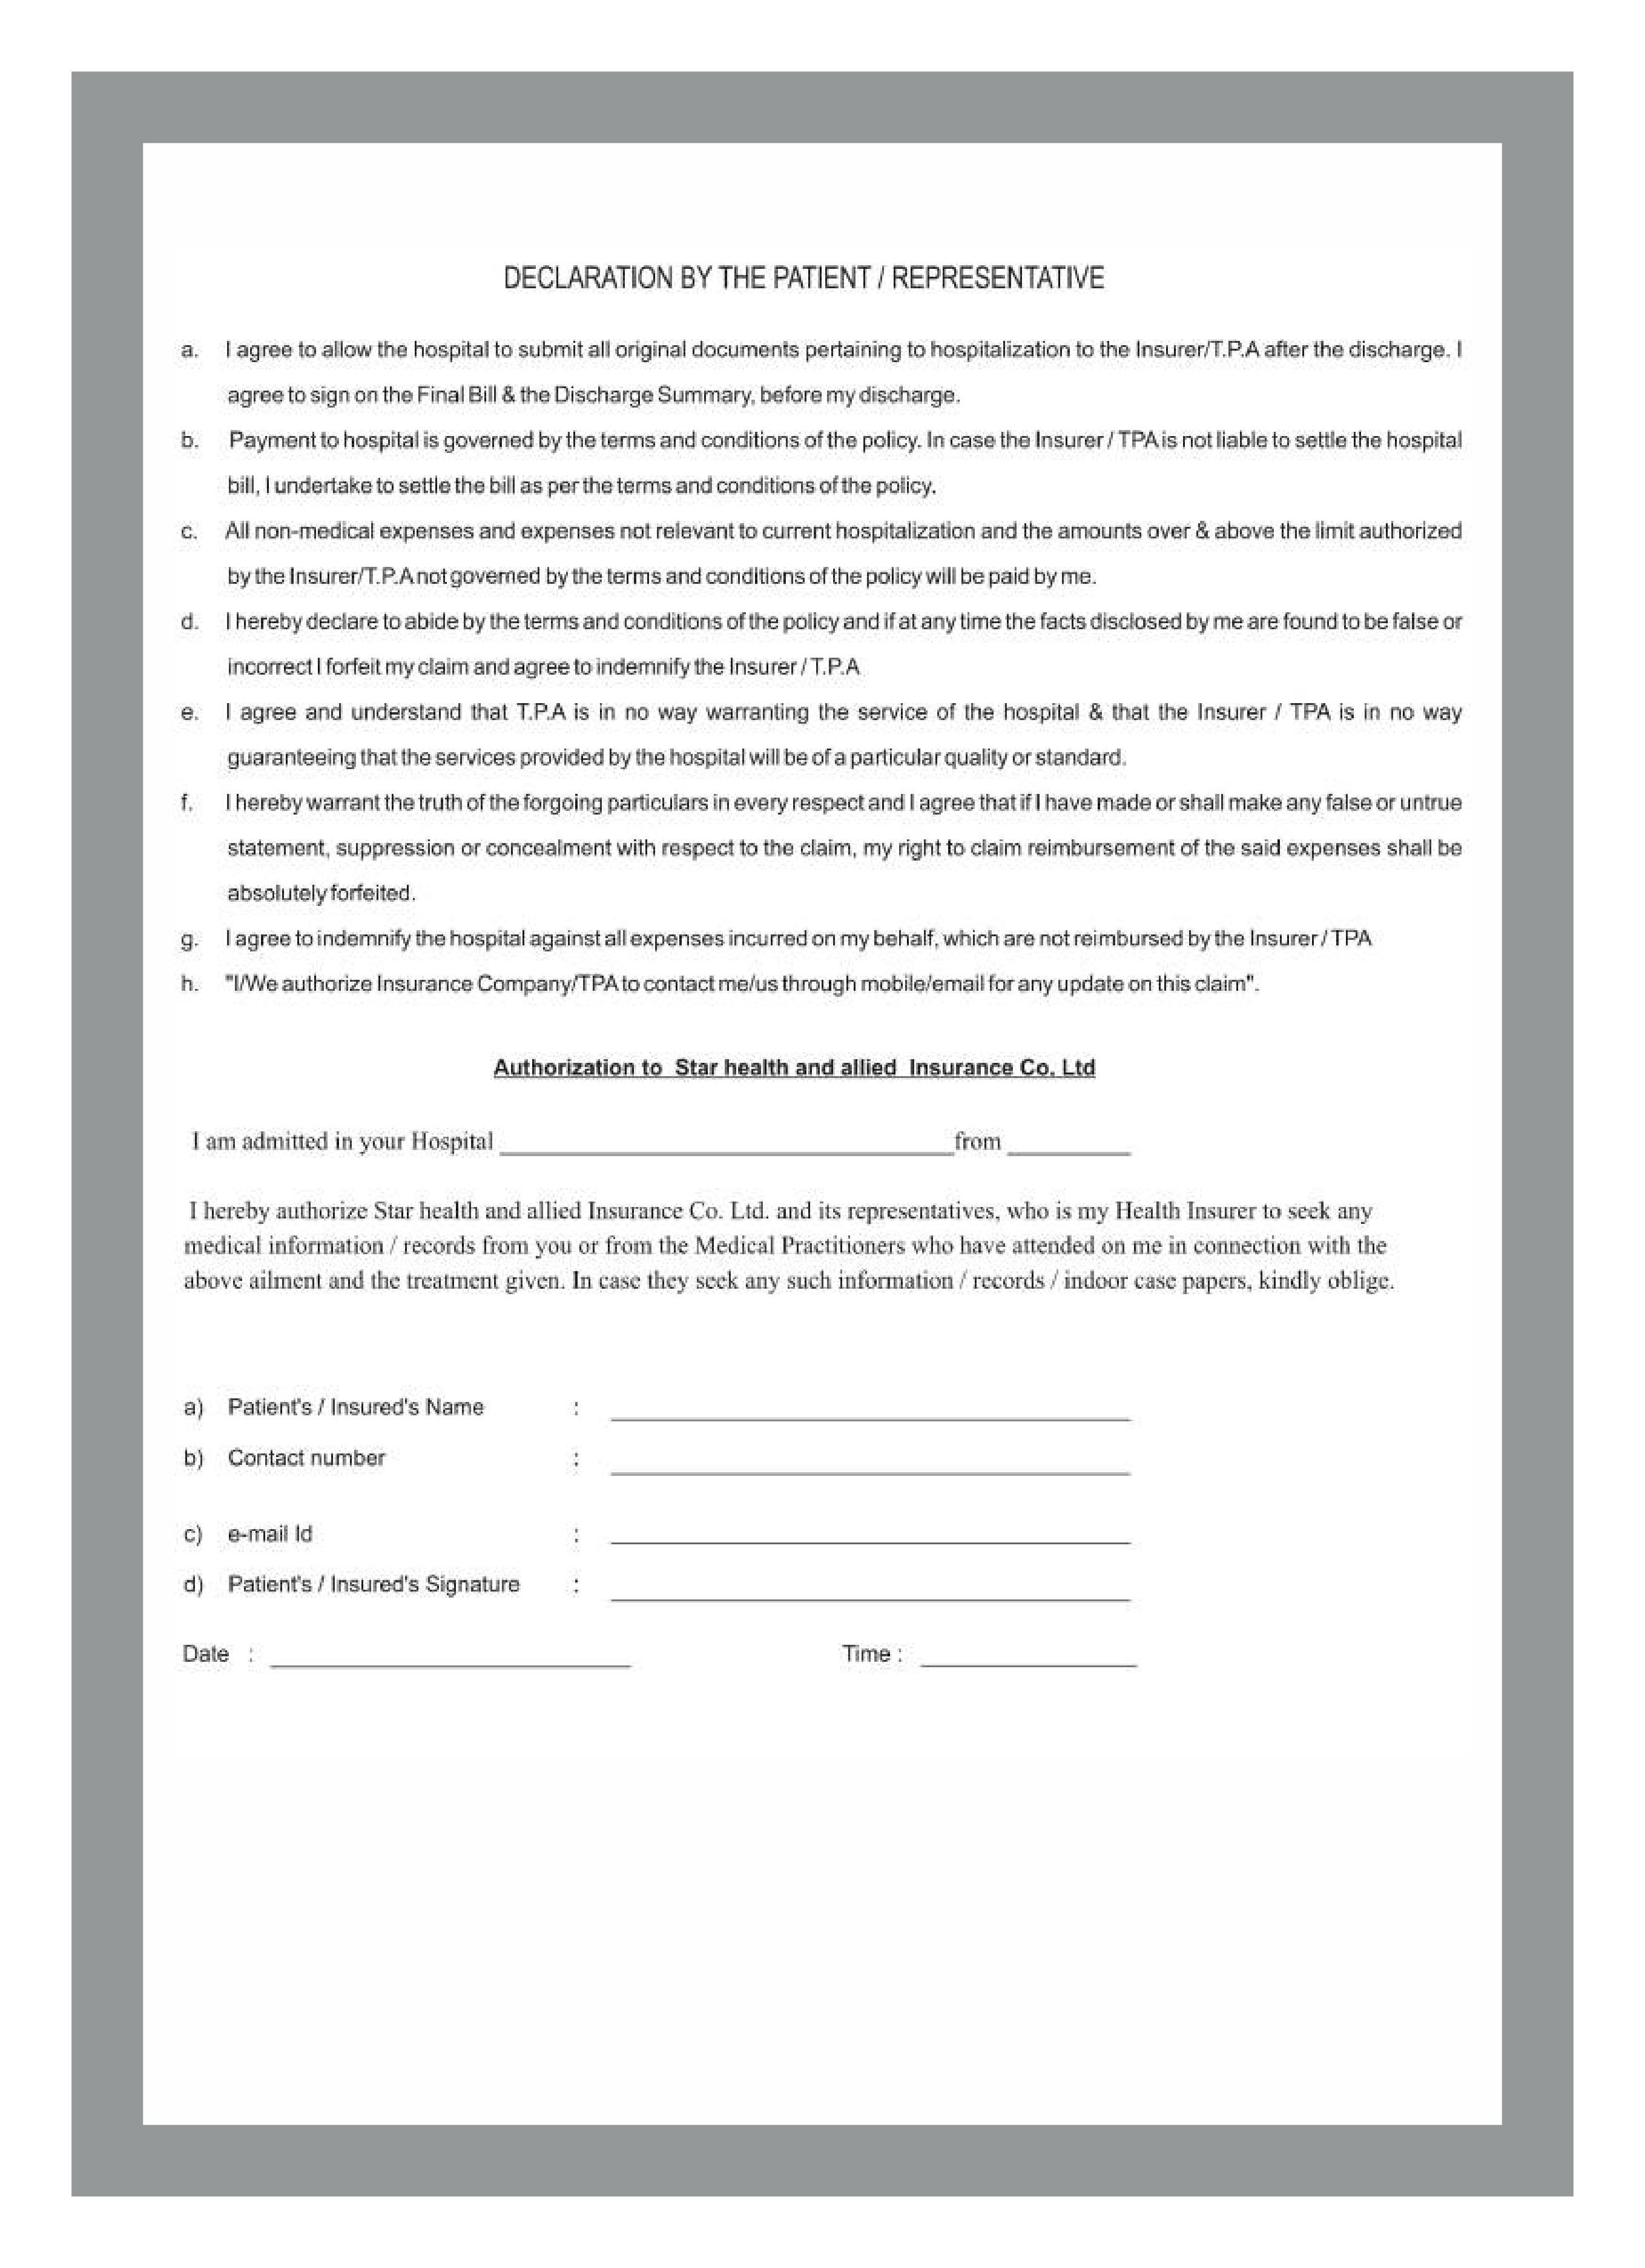 DECLARATION BY THE PATIENT / REPRESENTATIVE
a. I agree to allow the hospital to submit all original documents pertaining to hospitalization to the Insurer/T.P.A after the discharge. I
agree to sign on the Final Bill & the Discharge Summary, before my discharge.
b. Payment to hospital is governed by the terms and conditions of the policy. In case the Insurer / TPA is not liable to settle the hospital
bill, I undertake to settle the bill as per the terms and conditions of the policy.
c. All non-medical expenses and expenses not relevant to current hospitalization and the amounts over & above the limit authorized
by the Insurer/T.P.A not governed by the terms and conditions of the policy will be paid by me.
d. I hereby declare to abide by the terms and conditions of the policy and if at any time the facts disclosed by me are found to be false or
incorrect I forfeit my claim and agree to indemnify the Insurer / T.P.A
e. I agree and understand that T.P.A is in no way warranting the service of the hospital & that the Insurer / TPA is in no way
guaranteeing that the services provided by the hospital will be of a particular quality or standard.
f. I hereby warrant the truth of the forgoing particulars in every respect and I agree that if I have made or shall make any false or untrue
statement, suppression or concealment with respect to the claim, my right to claim reimbursement of the said expenses shall be
absolutely forfeited.
g. I agree to indemnify the hospital against all expenses incurred on my behalf, which are not reimbursed by the Insurer / TPA
h. "I/We authorize Insurance Company/TPA to contact me/us through mobile/email for any update on this claim".
Authorization to Star health and allied Insurance Co. Ltd
I am admitted in your Hospital ____________ from ____________
I hereby authorize Star health and allied Insurance Co. Ltd. and its representatives, who is my Health Insurer to seek any
medical information / records from you or from the Medical Practitioners who have attended on me in connection with the
above ailment and the treatment given. In case they seek any such information / records / indoor case papers, kindly oblige.
a) Patient's / Insured's Name :
b) Contact number :
c) e-mail Id :
d) Patient's / Insured's Signature :
Date : Time :